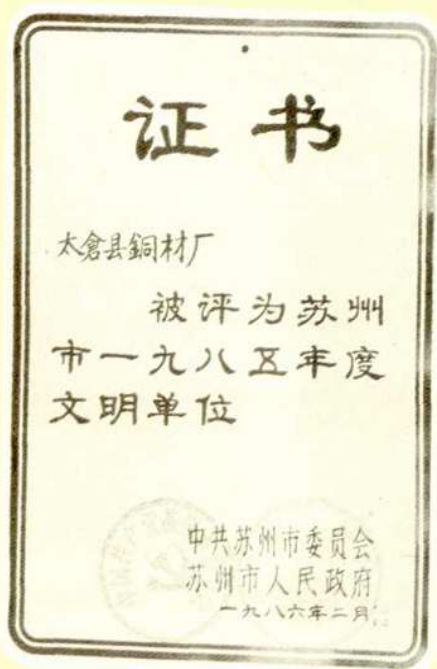 证书
太倉县銅材厂
被评为苏州
市一九八五年度
文明单位
中共苏州市委员会
苏州市人民政府
一九八六年二月